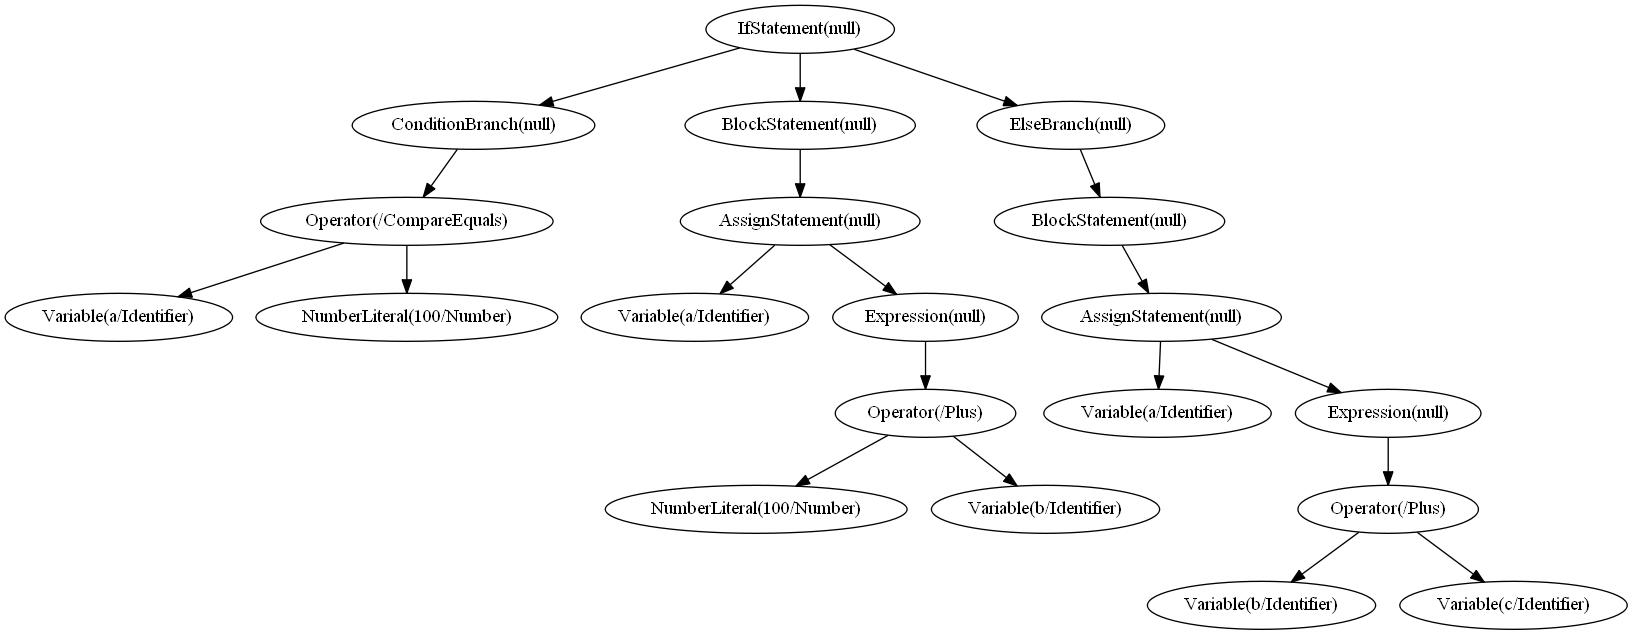 IfStatement(null)
ConditionBranch(null)
BlockStatement(null)
ElseBranch(null)
Operator(/CompareEquals)
AssignStatement(null)
BlockStatement(null)
Variable(a/Identifier)
NumberLiteral(100/Number)
Variable(a/Identifier)
Expression(null)
AssignStatement(null)
Operator(/Plus)
Variable(a/Identifier)
Expression(null)
NumberLiteral(100/Number)
Variable(b/Identifier)
Operator(/Plus)
Variable(b/Identifier)
Variable(c/Identifier)